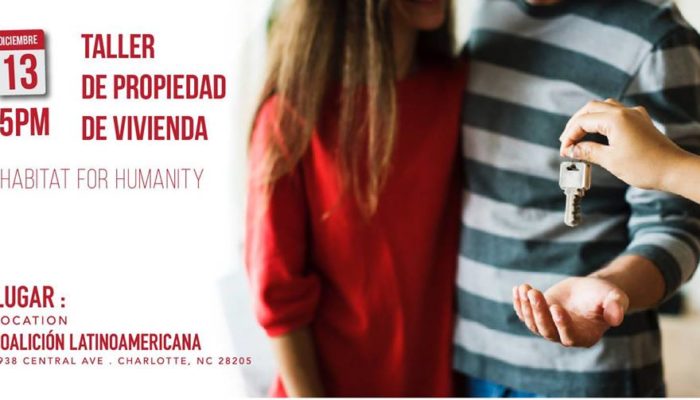 DICIEMBRE
13
5PM
TALLER
DE PROPIEDAD
DE VIVIENDA
HABITAT FOR HUMANITY
LUGAR :
OCATION
OALICIÓN LATINOAMERICANA
938 CENTRAL AVE . CHARLOTTE, NC 28205